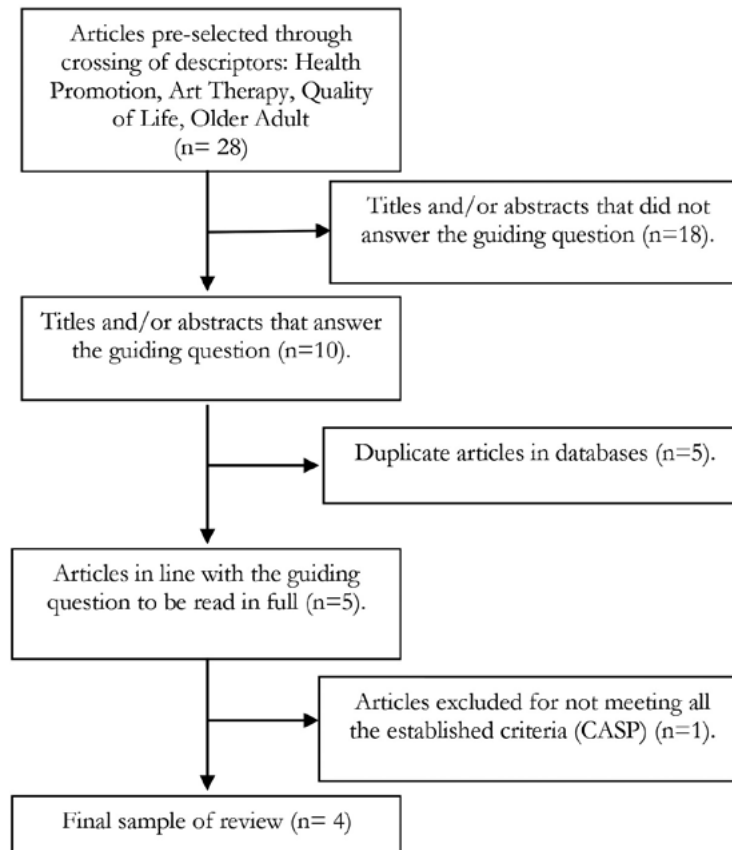 Articles pre-selected through
crossing of descriptors: Health
Promotion, Art Therapy, Quality
of Life, Older Adult
(n= 28)
Titles and/or abstracts that did not
answer the guiding question (n=18).
Titles and/or abstracts that answer
the guiding question (n=10).
Duplicate articles in databases (n=5).
Articles in line with the guiding
question to be read in full (n=5).
Articles excluded for not meeting all
the established criteria (CASP) (n=1).
Final sample of review (n= 4)